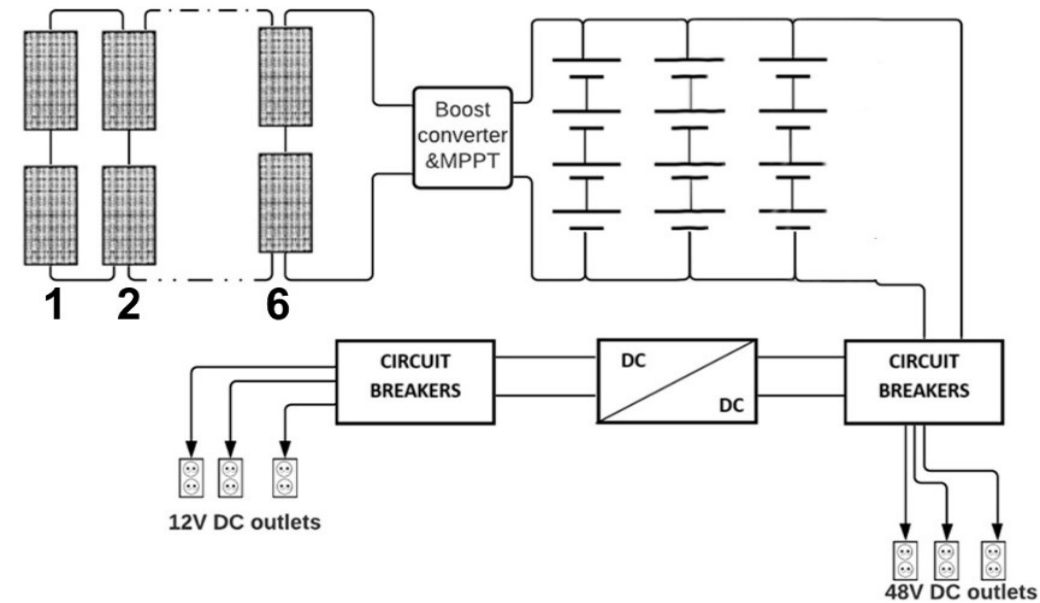 Boost
converter
&MPPT
1 2 6
CIRCUIT
BREAKERS
DC
DC
CIRCUIT
BREAKERS
12V DC outlets
48V DC outlets